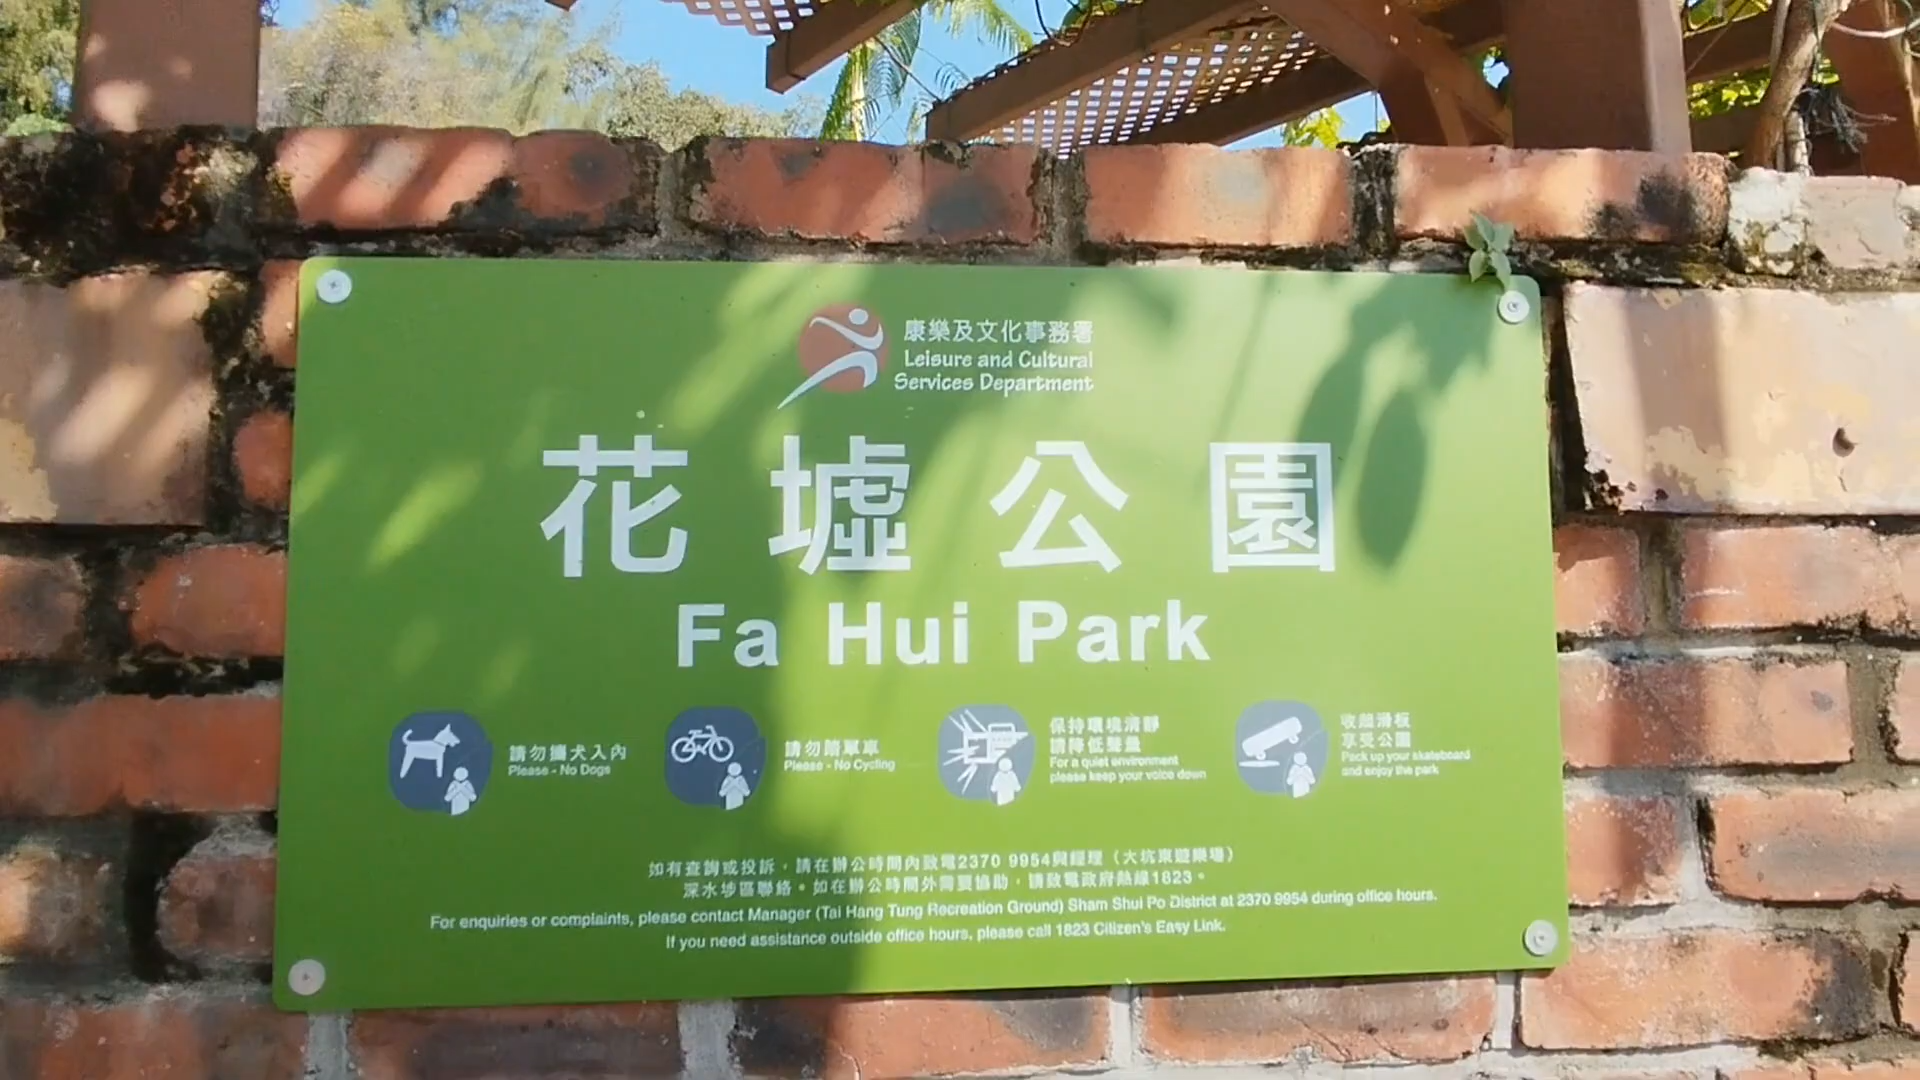 康樂及文化事務署
Leisure and Cultural
Services Department
花墟公園
Fa Hui Park
請勿攜犬入內
Please - No Dogs
請勿踏單車
Please - No Cycling
保持環境清靜
請降低聲量
For a quiet environment
please keep your voice down
收起滑板
享受公園
Pack up your skateboard
and enjoy the park
如有查詢或投訴，請在辦公時間內致電2370 9954與經理（大坑東遊樂場）
深水埗區聯絡。如在辦公時間外需要協助，請致電政府熱線1823。
For enquiries or complaints, please contact Manager (Tai Hang Tung Recreation Ground) Sham Shui Po District at 2370 9954 during office hours.
If you need assistance outside office hours, please call 1823 Citizen's Easy Link.